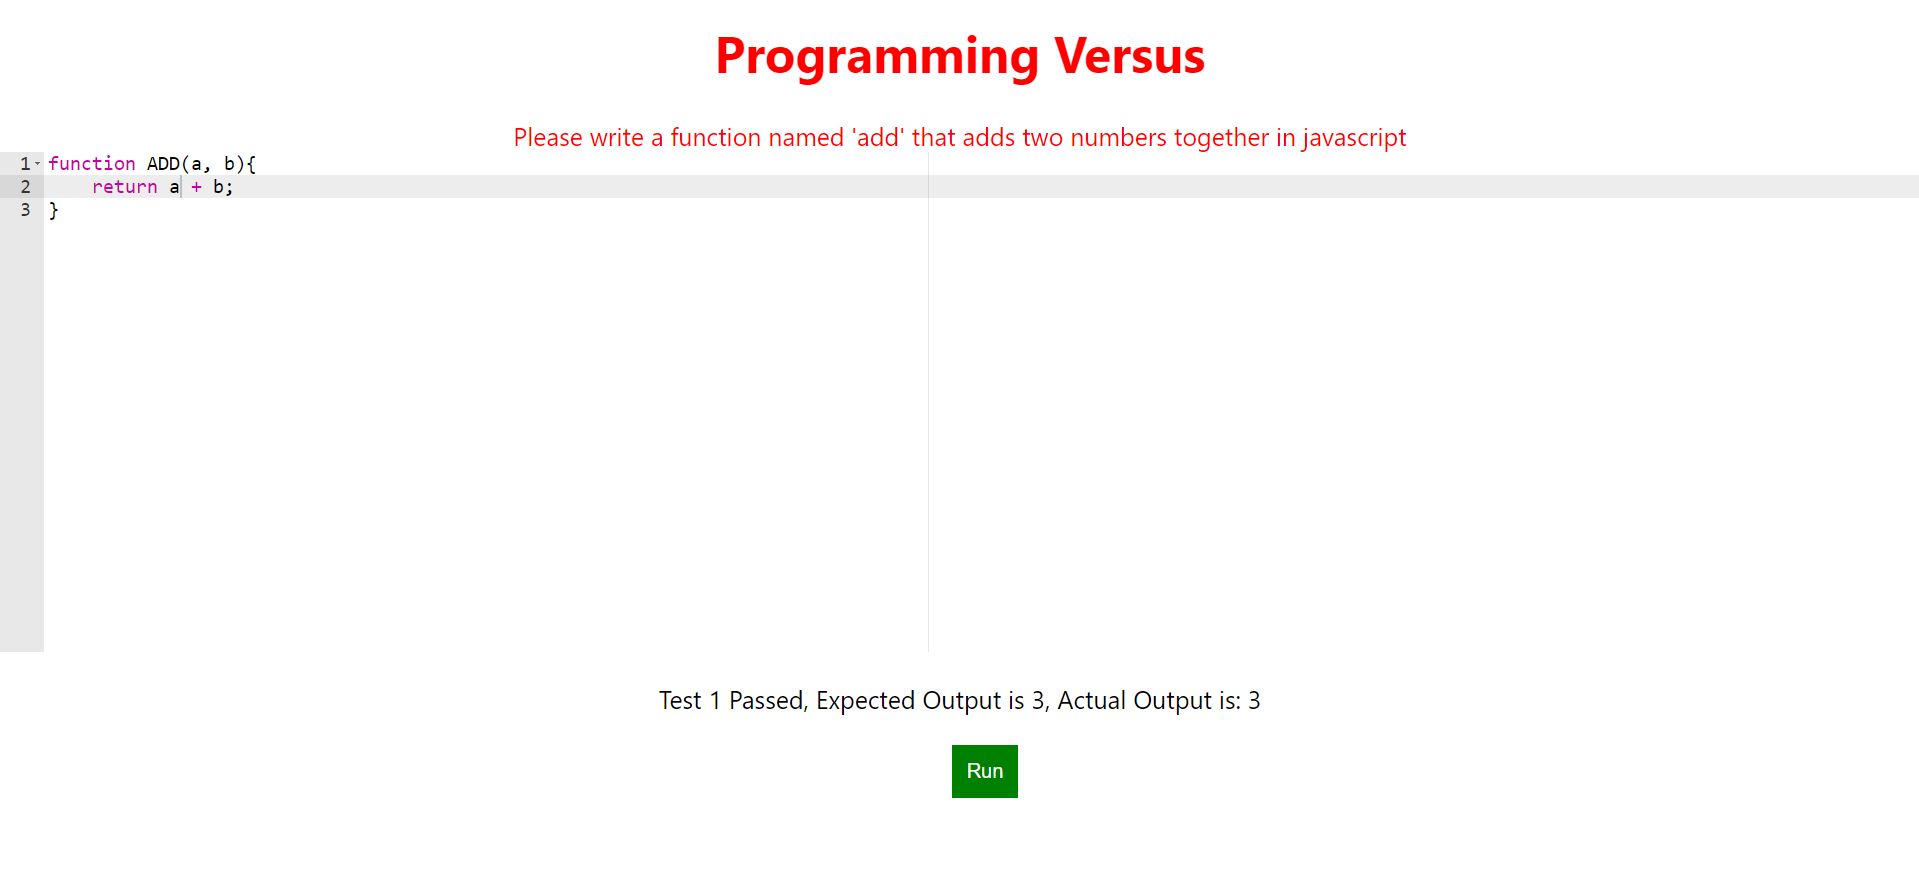 Programming Versus
Please write a function named 'add' that adds two numbers together in javascript
1 function ADD(a, b){
2     return a + b;
3 }
Test 1 Passed, Expected Output is 3, Actual Output is: 3
Run